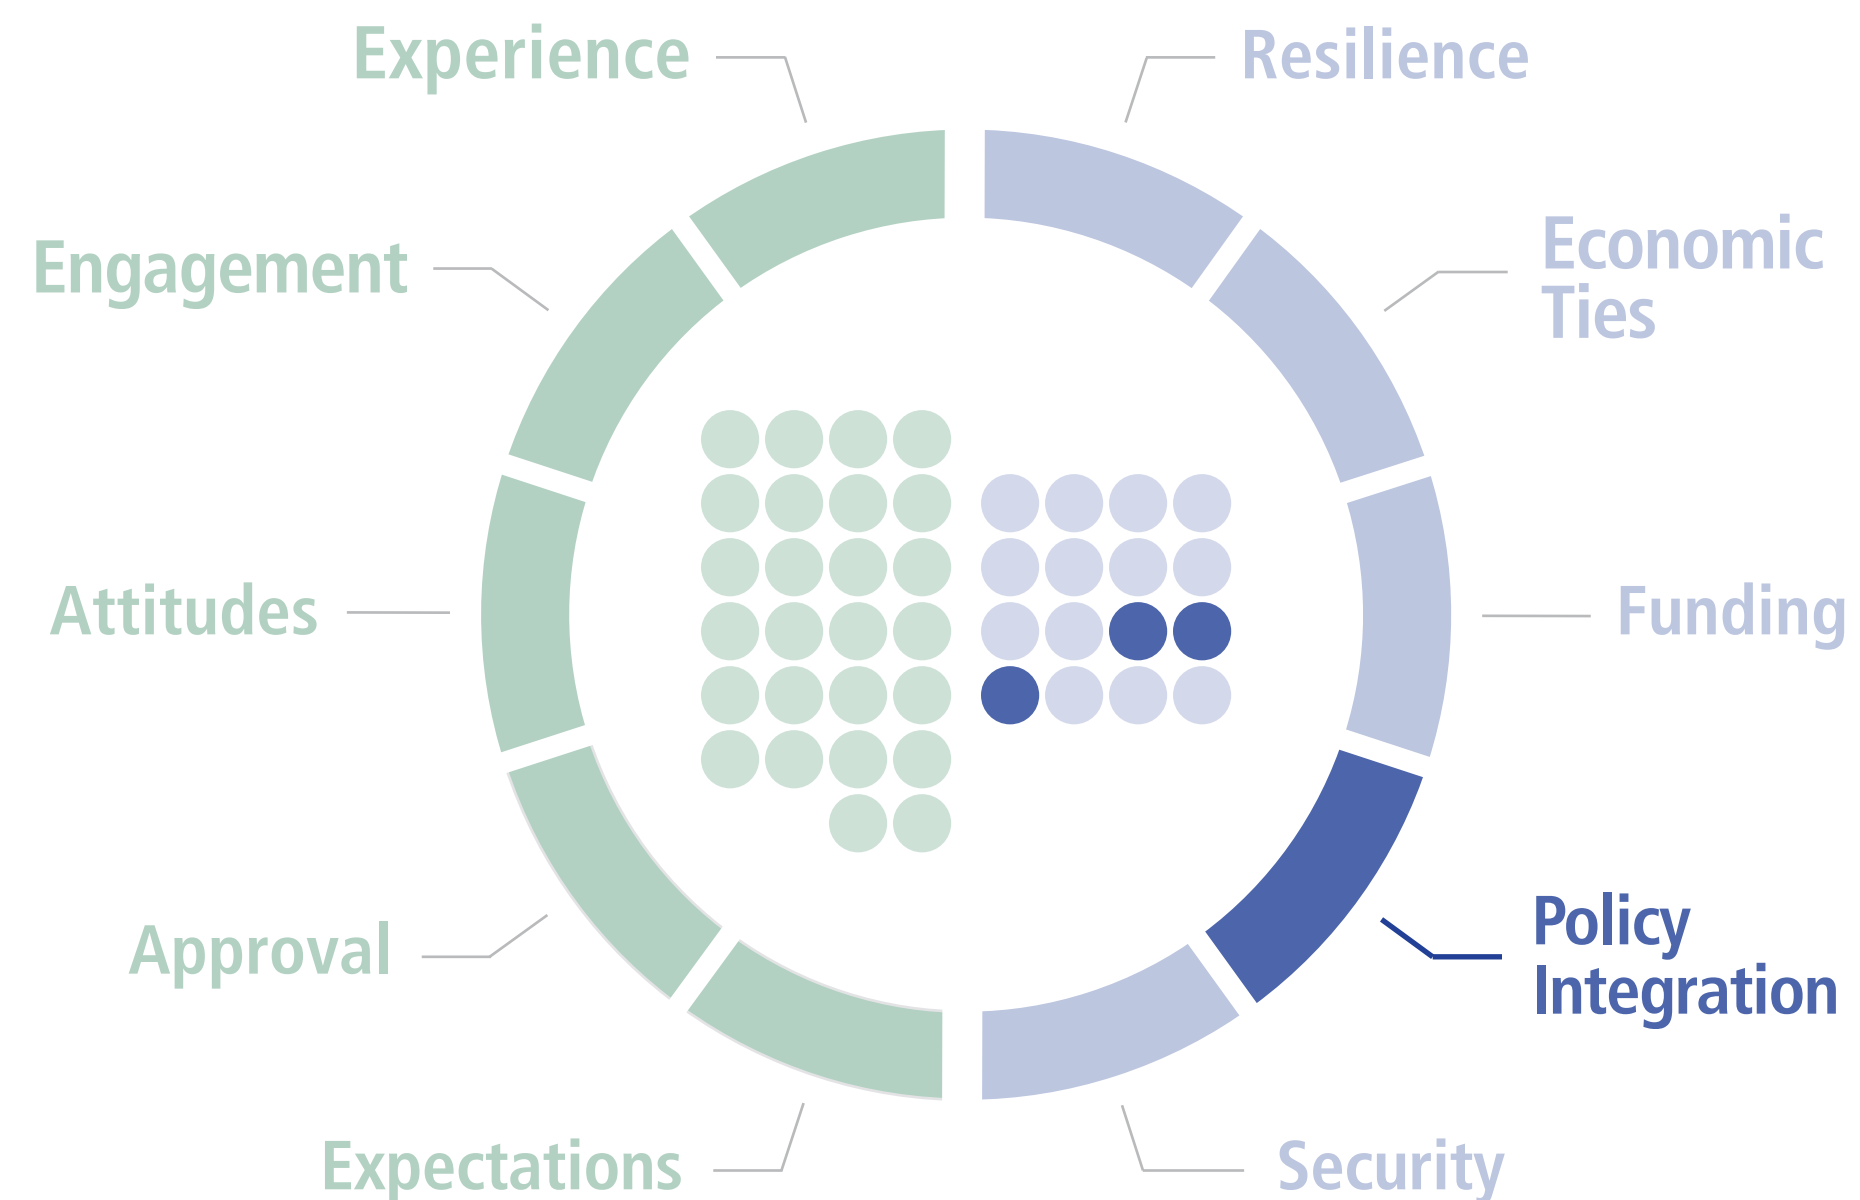 Experience
Resilience
Engagement
Economic
Ties
Attitudes
Funding
Approval
Policy
Integration
Expectations
Security